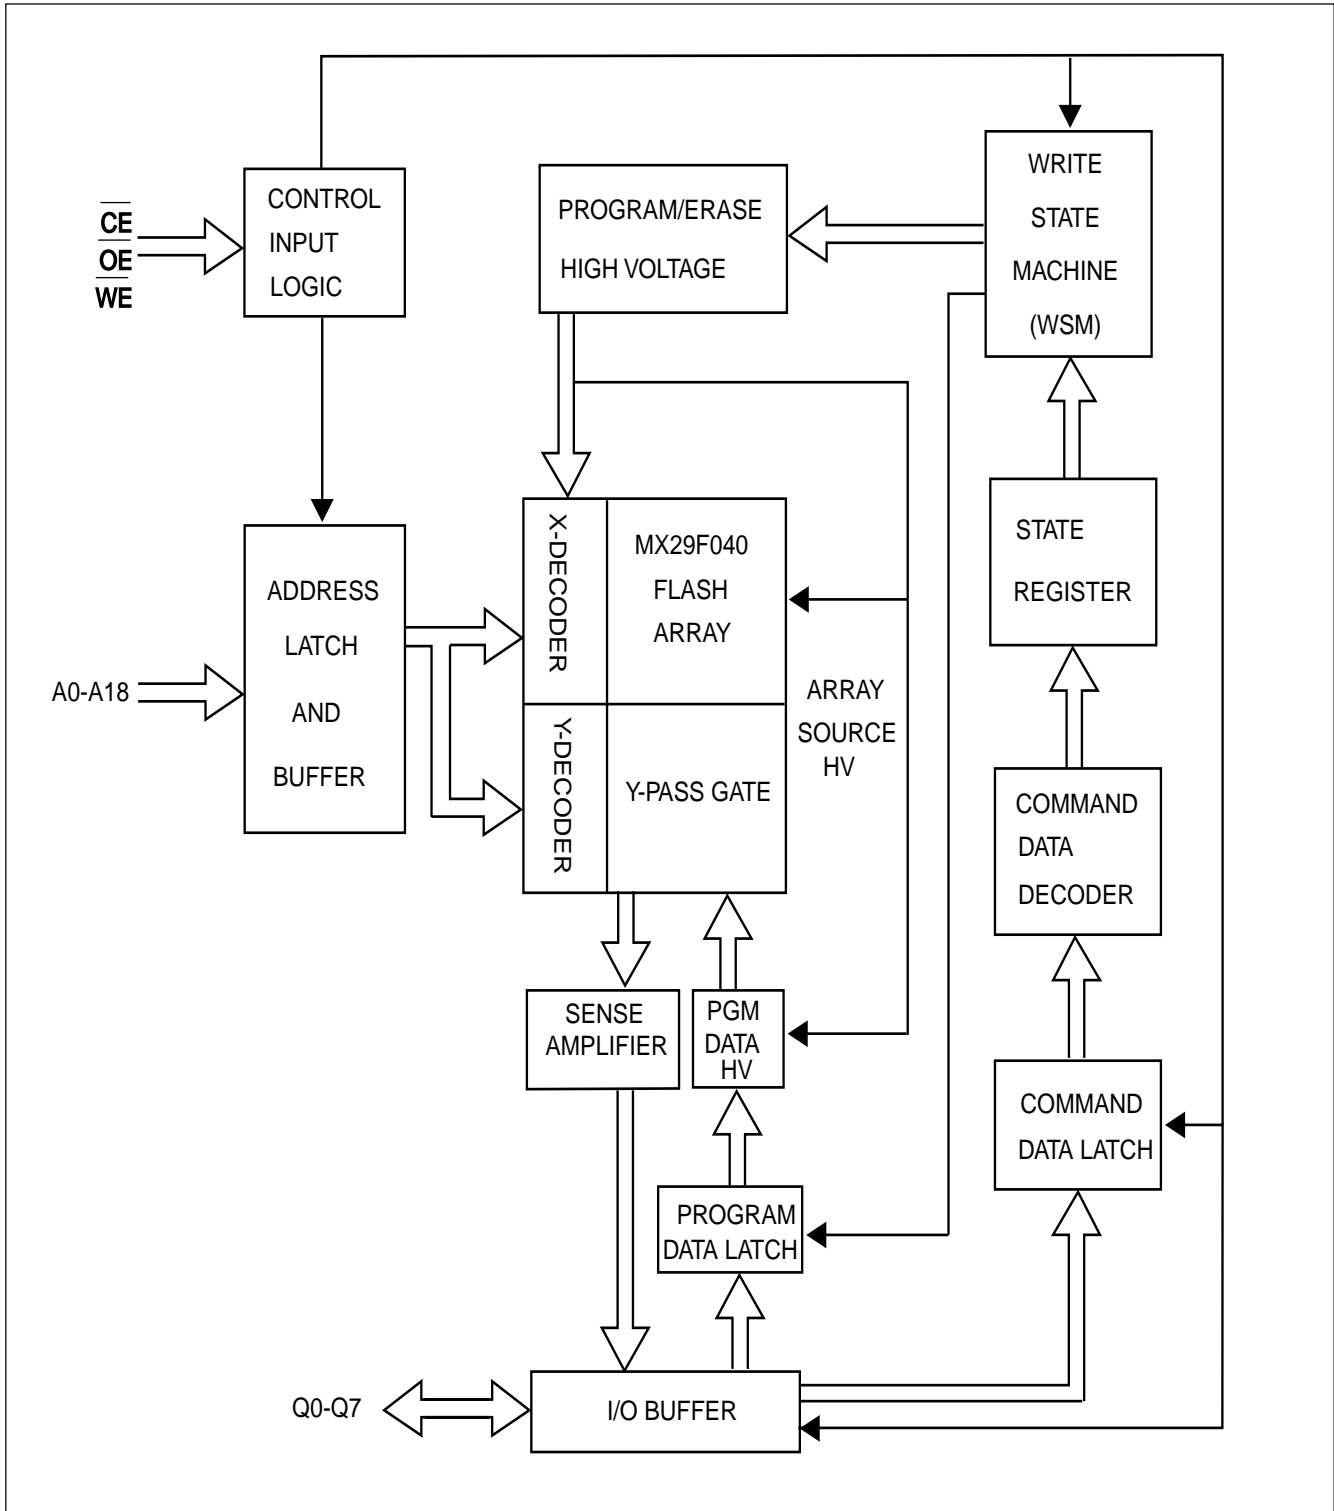 CE
OE
WE
CONTROL
INPUT
LOGIC
PROGRAM/ERASE
HIGH VOLTAGE
WRITE
STATE
MACHINE
(WSM)
A0-A18
ADDRESS
LATCH
AND
BUFFER
X-DECODER
MX29F040
FLASH
ARRAY
Y-DECODER
Y-PASS GATE
ARRAY
SOURCE
HV
STATE
REGISTER
COMMAND
DATA
DECODER
SENSE
AMPLIFIER
PGM
DATA
HV
COMMAND
DATA LATCH
PROGRAM
DATA LATCH
Q0-Q7
I/O BUFFER